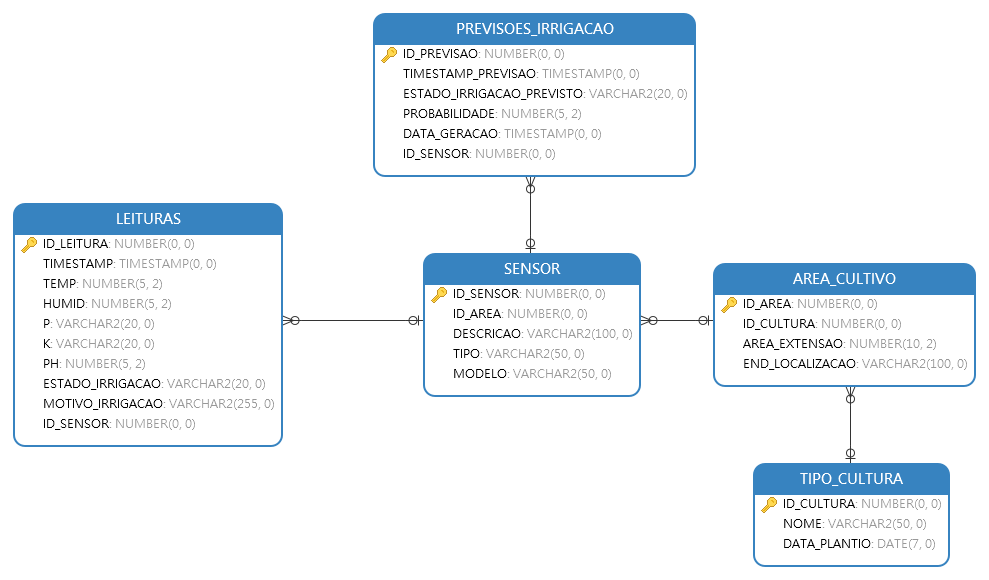 PREVISOES_IRRIGACAO
ID_PREVISAO: NUMBER(0, 0)
TIMESTAMP_PREVISAO: TIMESTAMP(0, 0)
ESTADO_IRRIGACAO_PREVISTO: VARCHAR2(20, 0)
PROBABILIDADE: NUMBER(5, 2)
DATA_GERACAO: TIMESTAMP(0, 0)
ID_SENSOR: NUMBER(0, 0)
LEITURAS
ID_LEITURA: NUMBER(0, 0)
TIMESTAMP: TIMESTAMP(0, 0)
TEMP: NUMBER(5, 2)
HUMID: NUMBER(5, 2)
P: VARCHAR2(20, 0)
K: VARCHAR2(20, 0)
PH: NUMBER(5, 2)
ESTADO_IRRIGACAO: VARCHAR2(20, 0)
MOTIVO_IRRIGACAO: VARCHAR2(255, 0)
ID_SENSOR: NUMBER(0, 0)
SENSOR
ID_SENSOR: NUMBER(0, 0)
ID_AREA: NUMBER(0, 0)
DESCRICAO: VARCHAR2(100, 0)
TIPO: VARCHAR2(50, 0)
MODELO: VARCHAR2(50, 0)
AREA_CULTIVO
ID_AREA: NUMBER(0, 0)
ID_CULTURA: NUMBER(0, 0)
AREA_EXTENSAO: NUMBER(10, 2)
END_LOCALIZACAO: VARCHAR2(100, 0)
TIPO_CULTURA
ID_CULTURA: NUMBER(0, 0)
NOME: VARCHAR2(50, 0)
DATA_PLANTIO: DATE(7, 0)